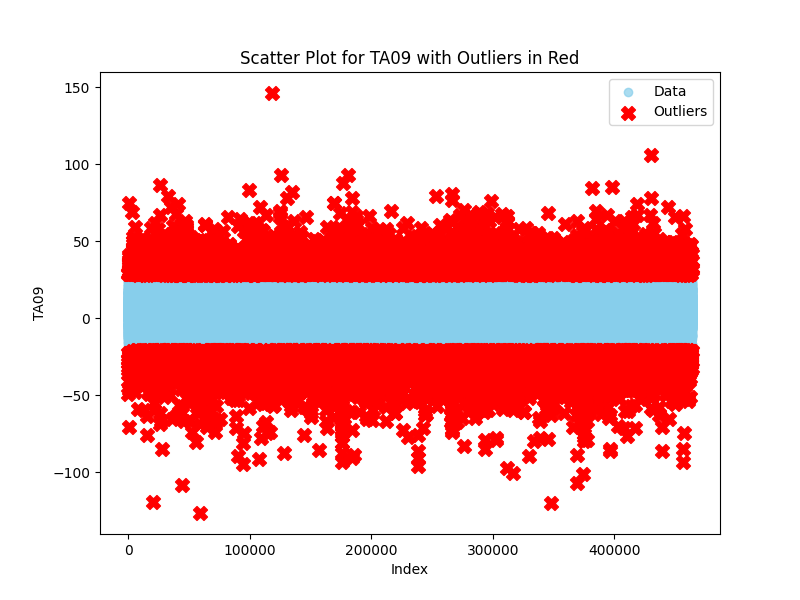 Scatter Plot for TA09 with Outliers in Red
Data
Outliers
150
100
50
0
−50
−100
TA09
0
100000
200000
300000
400000
Index